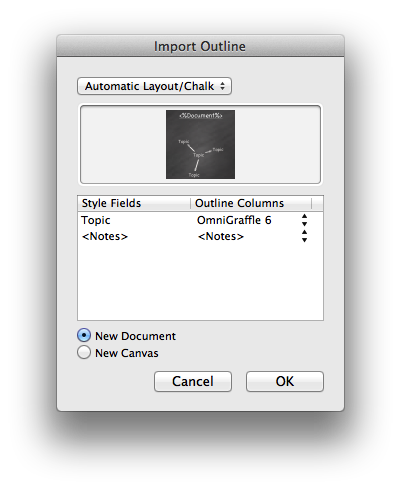 Import Outline
Automatic Layout/Chalk
<%Document%>
Topic
Topic
Topic
Topic
Style Fields Outline Columns
Topic OmniGraffle 6
<Notes> <Notes>
New Document
New Canvas
Cancel OK